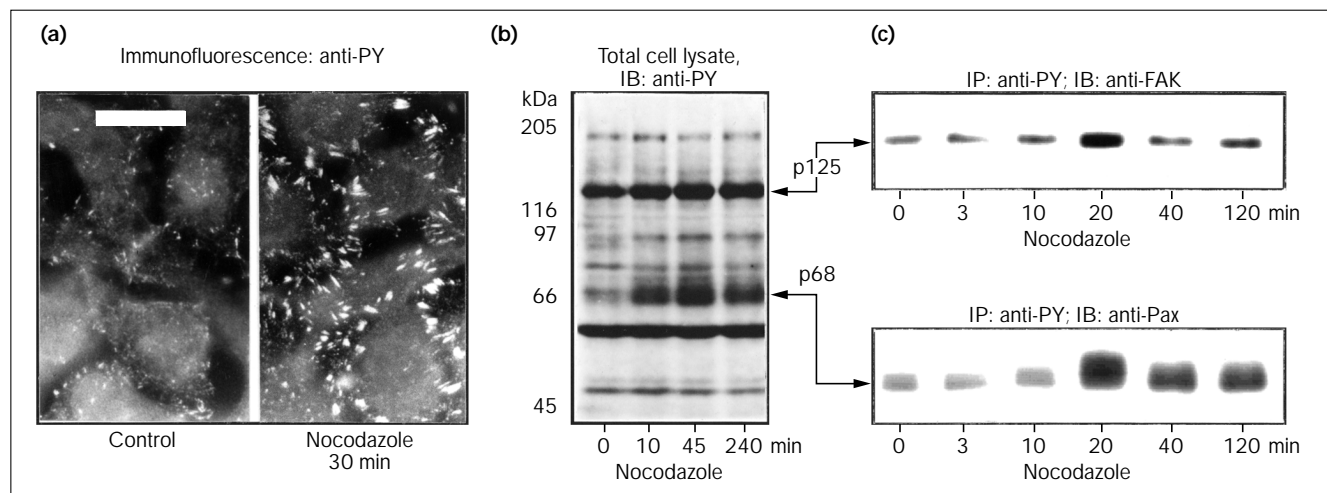 (a)
Immunofluorescence: anti-PY
Control
Nocodazole
30 min
(b)
Total cell lysate,
IB: anti-PY
kDa
205
116
97
66
45
0 10 45 240 min
Nocodazole
p125
p68
(c)
IP: anti-PY; IB: anti-FAK
0 3 10 20 40 120 min
Nocodazole
IP: anti-PY; IB: anti-Pax
0 3 10 20 40 120 min
Nocodazole